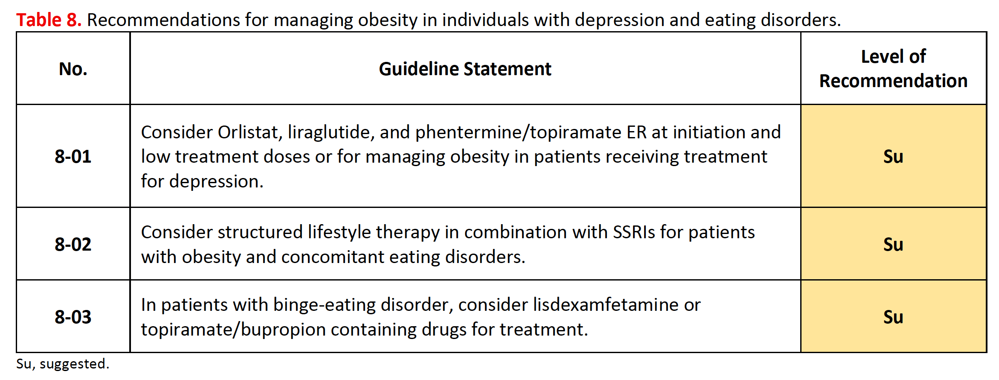 Table 8. Recommendations for managing obesity in individuals with depression and eating disorders.
No.
Guideline Statement
Level of
Recommendation
8-01
Consider Orlistat, liraglutide, and phentermine/topiramate ER at initiation and
low treatment doses or for managing obesity in patients receiving treatment
for depression.
Su
8-02
Consider structured lifestyle therapy in combination with SSRIs for patients
with obesity and concomitant eating disorders.
Su
8-03
In patients with binge-eating disorder, consider lisdexamfetamine or
topiramate/bupropion containing drugs for treatment.
Su
Su, suggested.